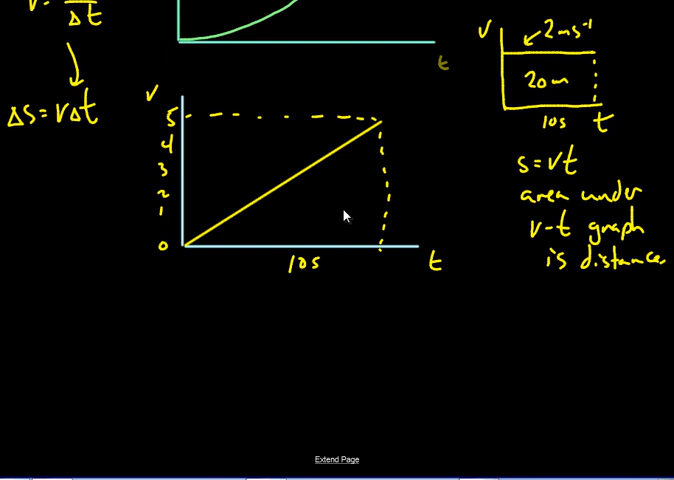 v=
Δt
Δs=vΔt
t
v
5
4
3
2
1
0
10s
t
v
2ms⁻¹
20m
10s
t
s=vt
area under
v-t graph
is distance.
Extend Page